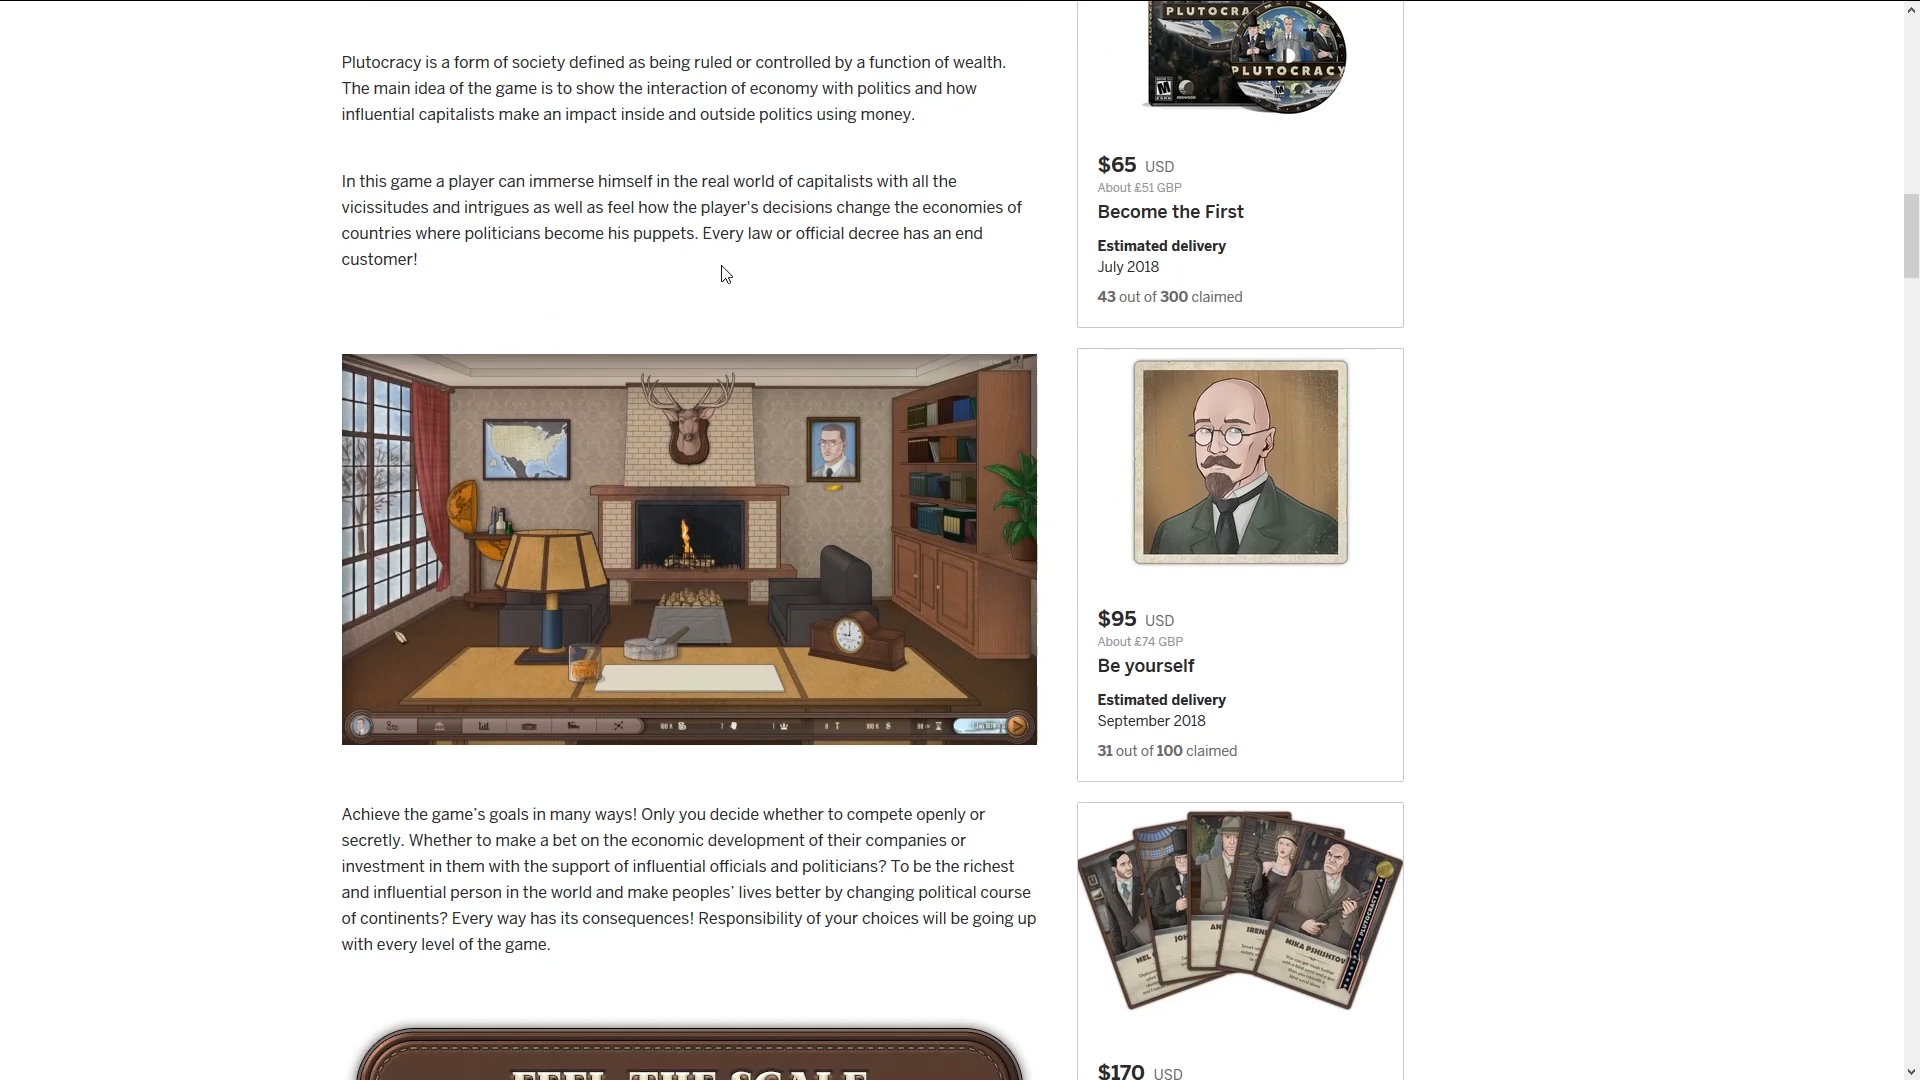 Plutocracy is a form of society defined as being ruled or controlled by a function of wealth.
The main idea of the game is to show the interaction of economy with politics and how
influential capitalists make an impact inside and outside politics using money.
In this game a player can immerse himself in the real world of capitalists with all the
vicissitudes and intrigues as well as feel how the player's decisions change the economies of
countries where politicians become his puppets. Every law or official decree has an end
customer!
Achieve the game’s goals in many ways! Only you decide whether to compete openly or
secretly. Whether to make a bet on the economic development of their companies or
investment in them with the support of influential officials and politicians? To be the richest
and influential person in the world and make peoples’ lives better by changing political course
of continents? Every way has its consequences! Responsibility of your choices will be going up
with every level of the game.
FEEL THE SCALE
PLUTOCRA
PLUTOCRACY
M
$65 USD
About £51 GBP
Become the First
Estimated delivery
July 2018
43 out of 300 claimed
$95 USD
About £74 GBP
Be yourself
Estimated delivery
September 2018
31 out of 100 claimed
MEL
JOH
AN
IRENE
MIKA PSHISHTOV
PLUTOCRACY
$170 USD